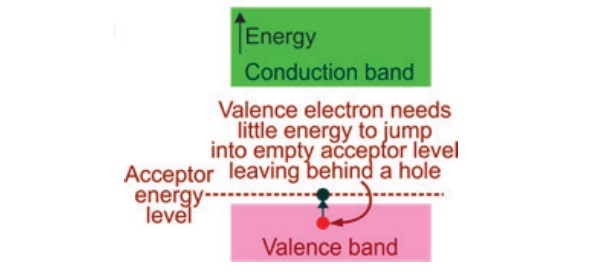 Energy
Conduction band
Valence electron needs
little energy to jump
into empty acceptor level
leaving behind a hole
Acceptor
energy
level
Valence band